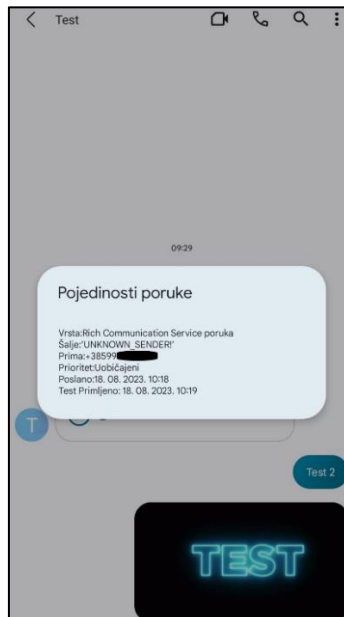 Test
09:29
Pojedinosti poruke
Vrsta:Rich Communication Service poruka
Šalje:'UNKNOWN_SENDER!'
Prima:+38599
Prioritet:Uobičajeni
Poslano:18. 08. 2023. 10:18
Test Primljeno: 18. 08. 2023. 10:19
T
Test 2
TEST